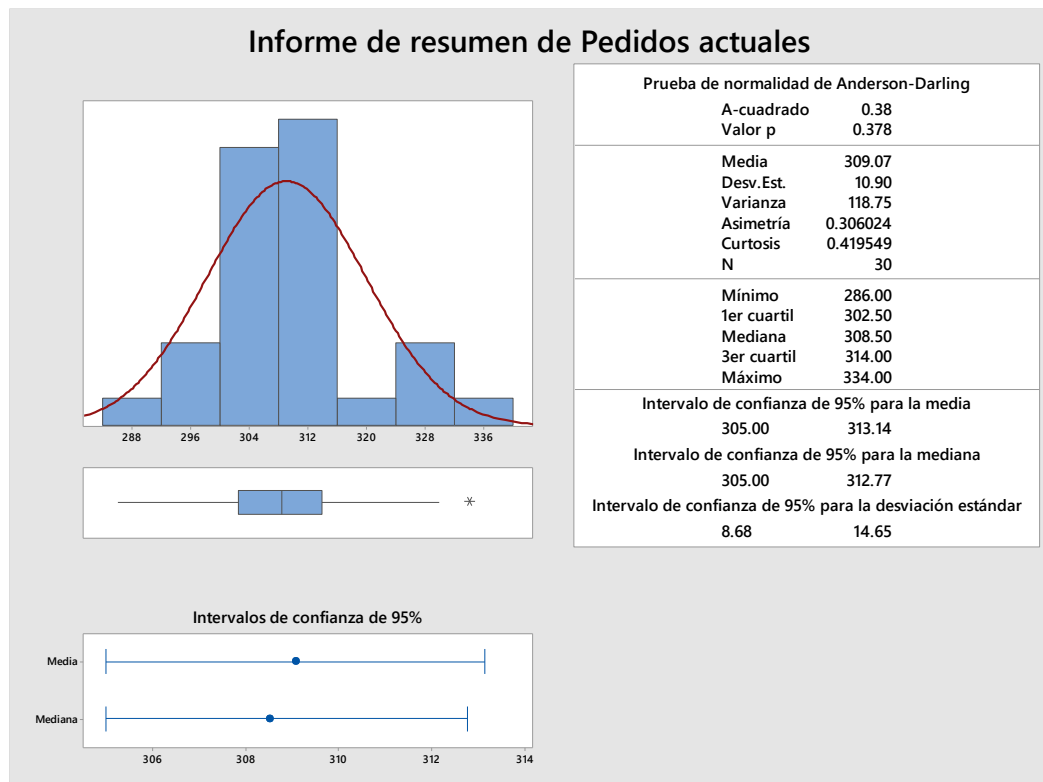 Informe de resumen de Pedidos actuales
288 296 304 312 320 328 336
Intervalos de confianza de 95%
Media
Mediana
306 308 310 312 314
Prueba de normalidad de Anderson-Darling
A-cuadrado 0.38
Valor p 0.378
Media 309.07
Desv.Est. 10.90
Varianza 118.75
Asimetría 0.306024
Curtosis 0.419549
N 30
Mínimo 286.00
1er cuartil 302.50
Mediana 308.50
3er cuartil 314.00
Máximo 334.00
Intervalo de confianza de 95% para la media
305.00 313.14
Intervalo de confianza de 95% para la mediana
305.00 312.77
Intervalo de confianza de 95% para la desviación estándar
8.68 14.65